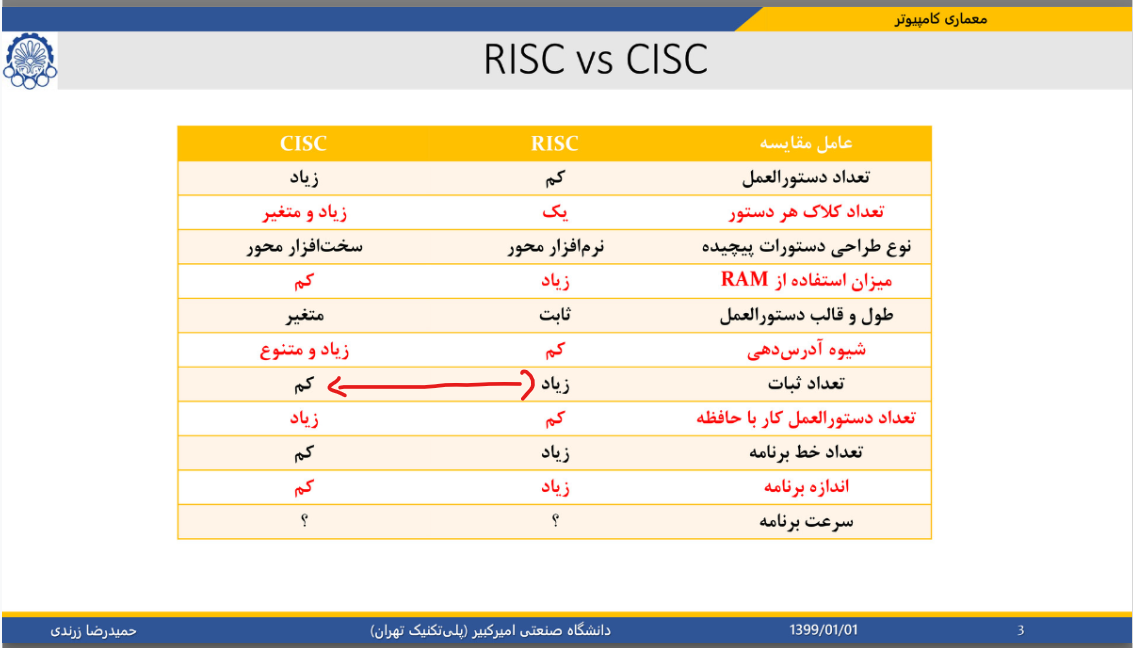 معماری کامپیوتر
RISC vs CISC
عامل مقایسه RISC CISC
تعداد دستورالعمل کم زیاد
تعداد کلاک هر دستور یک زیاد و متغیر
نوع طراحی دستورات پیچیده نرم‌افزار محور سخت‌افزار محور
میزان استفاده از RAM زیاد کم
طول و قالب دستورالعمل ثابت متغیر
شیوه آدرس‌دهی کم زیاد و متنوع
تعداد ثبات زیاد کم
تعداد دستورالعمل کار با حافظه کم زیاد
تعداد خط برنامه زیاد کم
اندازه برنامه زیاد کم
سرعت برنامه ؟ ؟
3 1399/01/01 دانشگاه صنعتی امیرکبیر (پلی‌تکنیک تهران) حمیدرضا زرندی